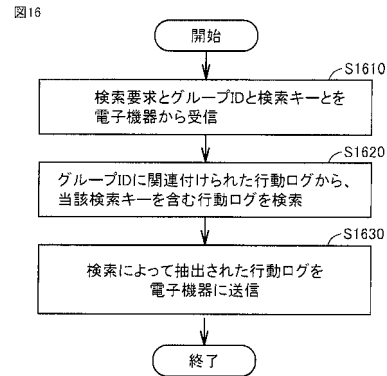 図16
開始
S1610
検索要求とグループIDと検索キーとを
電子機器から受信
S1620
グループIDに関連付けられた行動ログから、
当該検索キーを含む行動ログを検索
S1630
検索によって抽出された行動ログを
電子機器に送信
終了